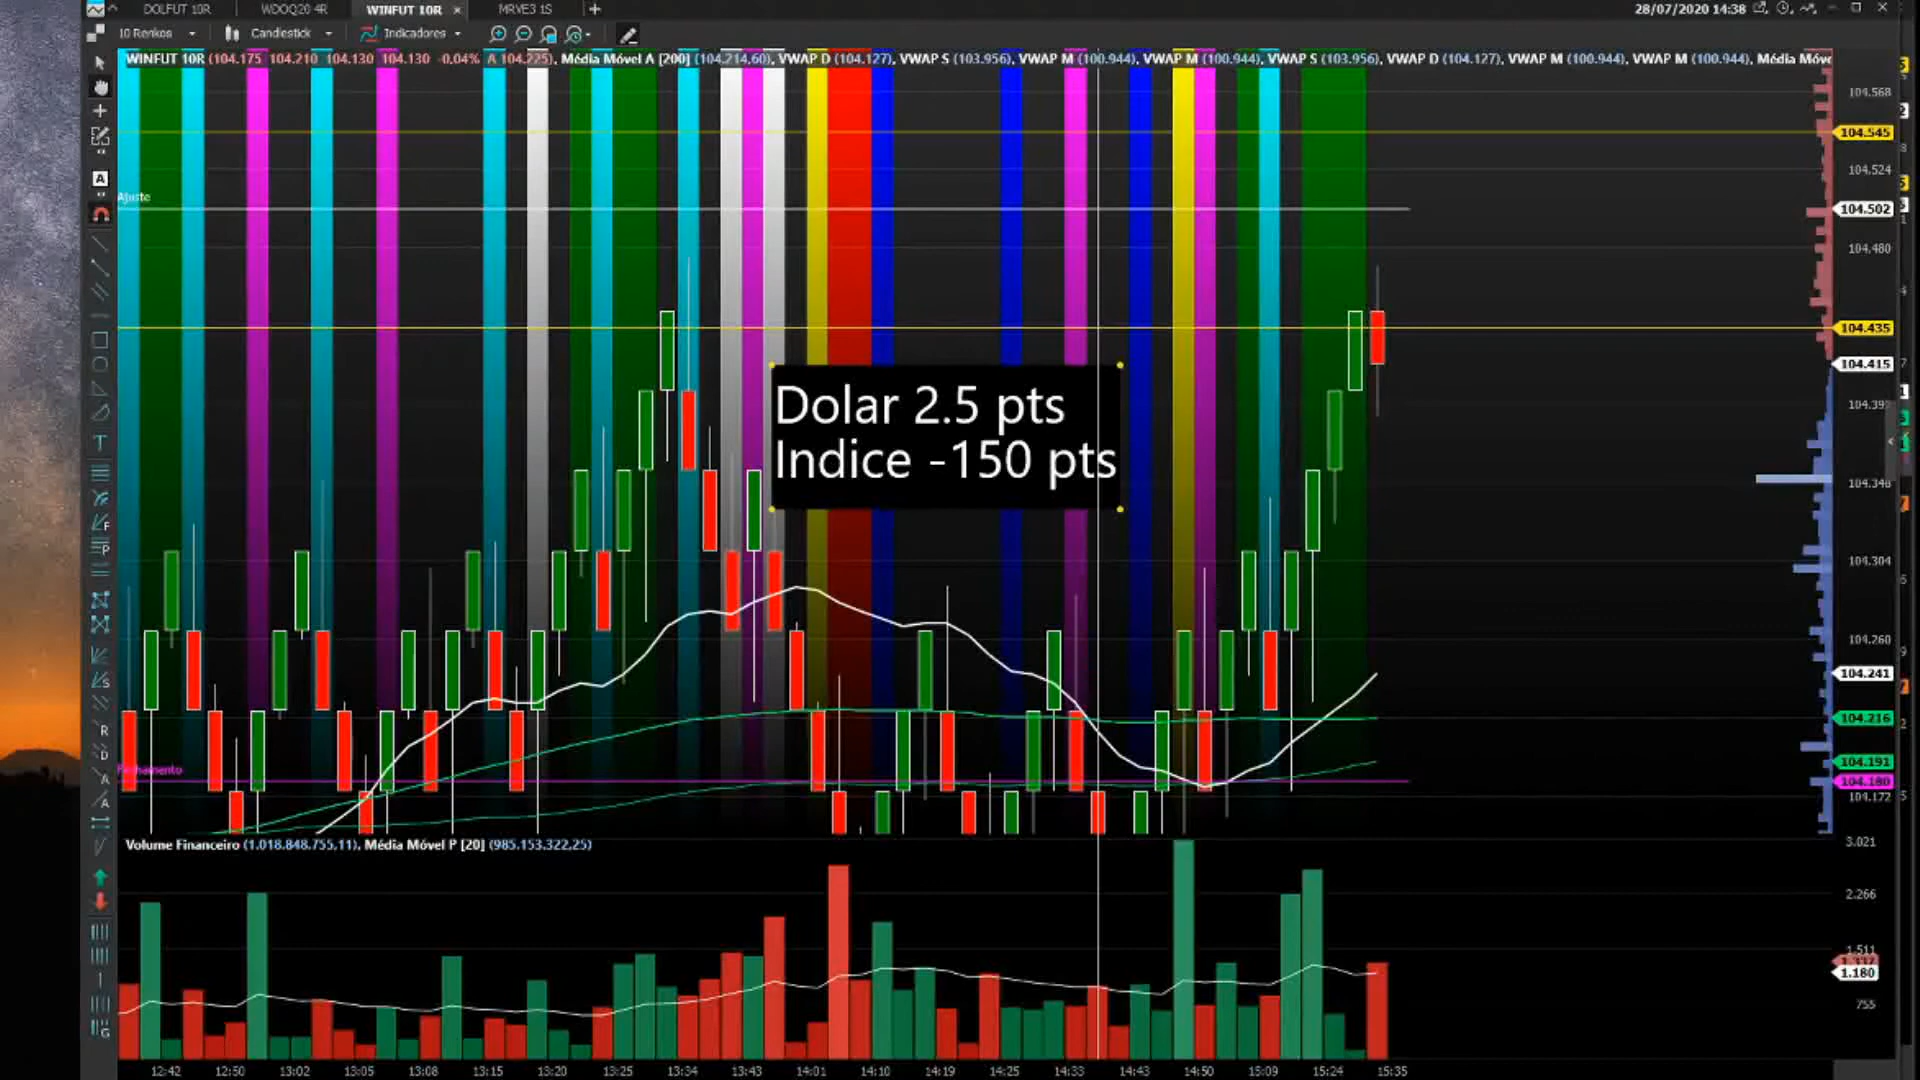 DOLFUT 10R WDOQ20 4R WINFUT 10R × MRVE3 1S +
28/07/2020 14:38
10 Renkos Candlestick Indicadores
WINFUT 10R (104.175 104.210 104.130 104.130 -0,04% A 104.225), Média Móvel A [200] (104.214,60), VWAP D (104.127), VWAP S (103.956), VWAP M (100.944), VWAP M (100.944), VWAP S (103.956), VWAP D (104.127), VWAP M (100.944), VWAP M (100.944), Média Móve
104.568
104.545
104.524
Ajuste
104.502
104.480
104.435
104.415
Dolar 2.5 pts
Indice -150 pts
104.304
104.260
104.241
104.216
104.191
104.180
104.172
Volume Financeiro (1.018.848.755,11), Média Móvel P [20] (985.153.322,25)
3.021
2.266
1.511
1.180
755
12:42 12:50 13:02 13:05 13:08 13:15 13:20 13:25 13:34 13:43 14:01 14:10 14:19 14:25 14:33 14:43 14:50 15:09 15:24 15:35